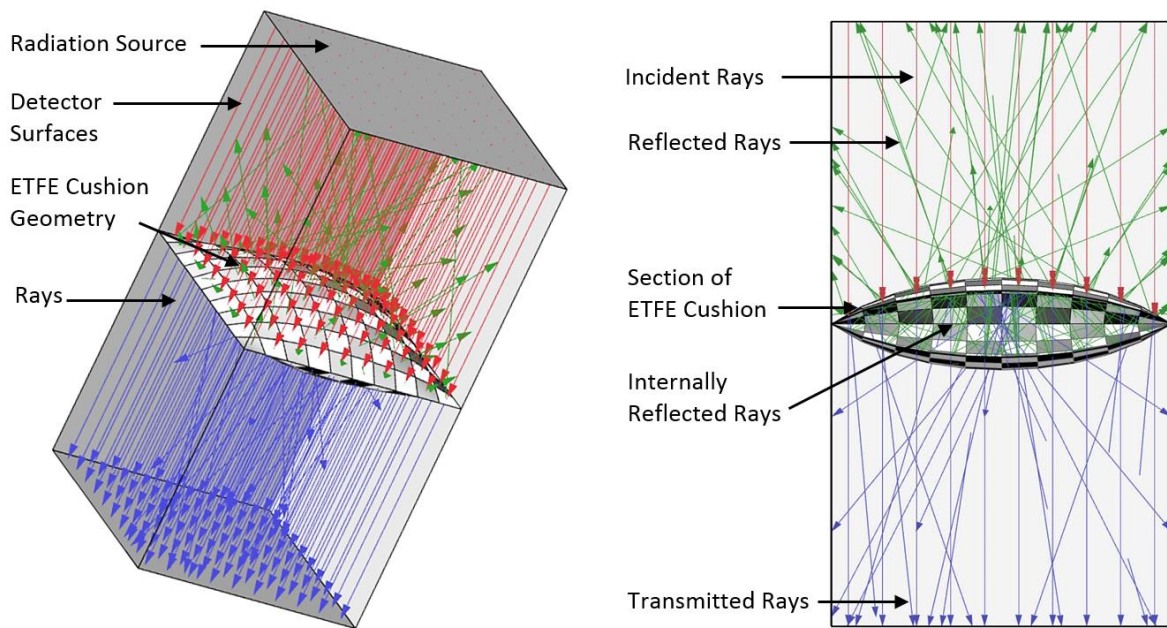 Radiation Source
Detector
Surfaces
ETFE Cushion
Geometry
Rays
Incident Rays
Reflected Rays
Section of
ETFE Cushion
Internally
Reflected Rays
Transmitted Rays